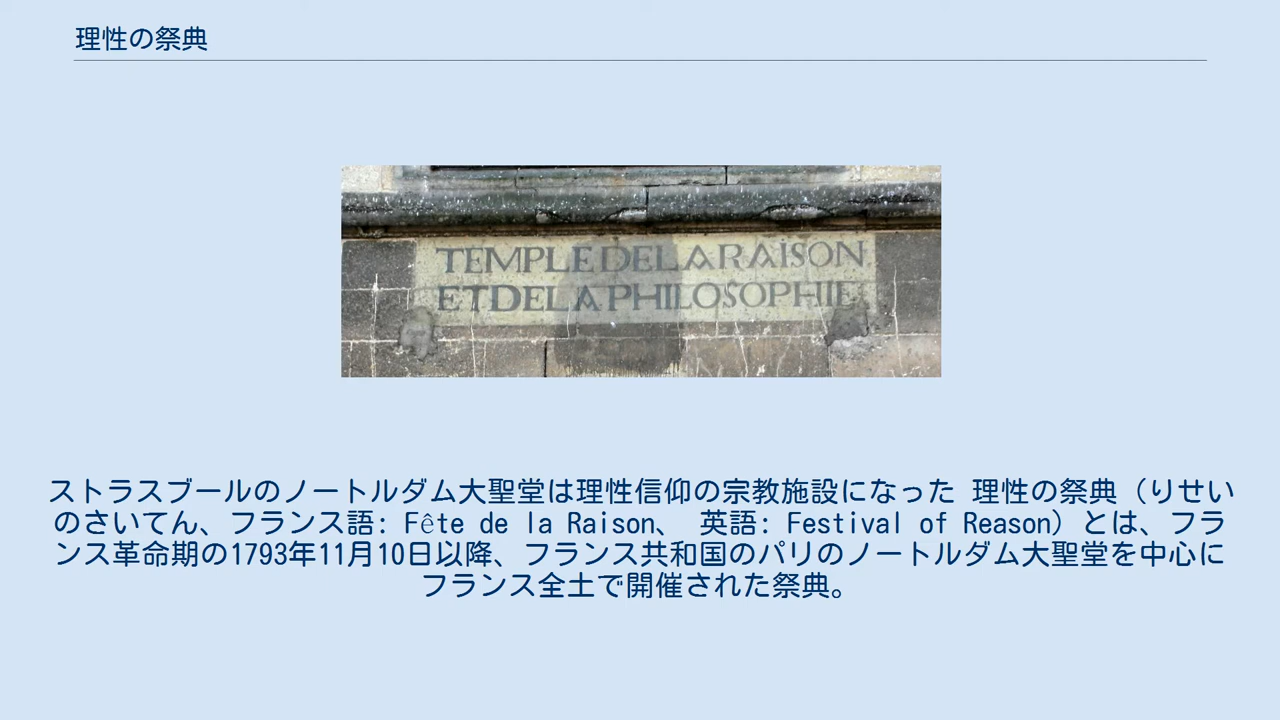 理性の祭典
TEMPLE DE LA RAISON
ET DE LA PHILOSOPHIE
ストラスブールのノートルダム大聖堂は理性信仰の宗教施設になった 理性の祭典（りせい
のさいてん、フランス語: Fête de la Raison、 英語: Festival of Reason）とは、フラ
ンス革命期の1793年11月10日以降、フランス共和国のパリのノートルダム大聖堂を中心に
フランス全土で開催された祭典。